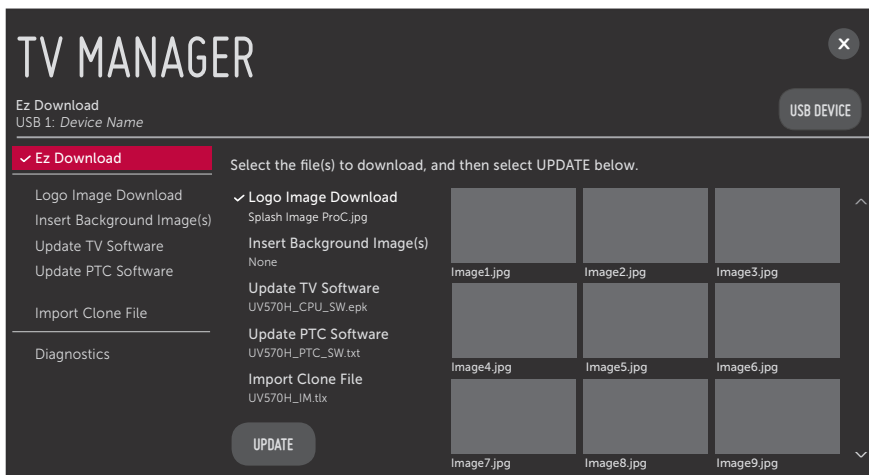 TV MANAGER
X
Ez Download
USB 1: Device Name
USB DEVICE
Ez Download
Logo Image Download
Insert Background Image(s)
Update TV Software
Update PTC Software
Import Clone File
Diagnostics
Select the file(s) to download, and then select UPDATE below.
Logo Image Download
Splash Image ProC.jpg
Insert Background Image(s)
None
Update TV Software
UV570H_CPU_SW.epk
Update PTC Software
UV570H_PTC_SW.txt
Import Clone File
UV570H_IM.tlx
UPDATE
Image1.jpg
Image2.jpg
Image3.jpg
Image4.jpg
Image5.jpg
Image6.jpg
Image7.jpg
Image8.jpg
Image9.jpg